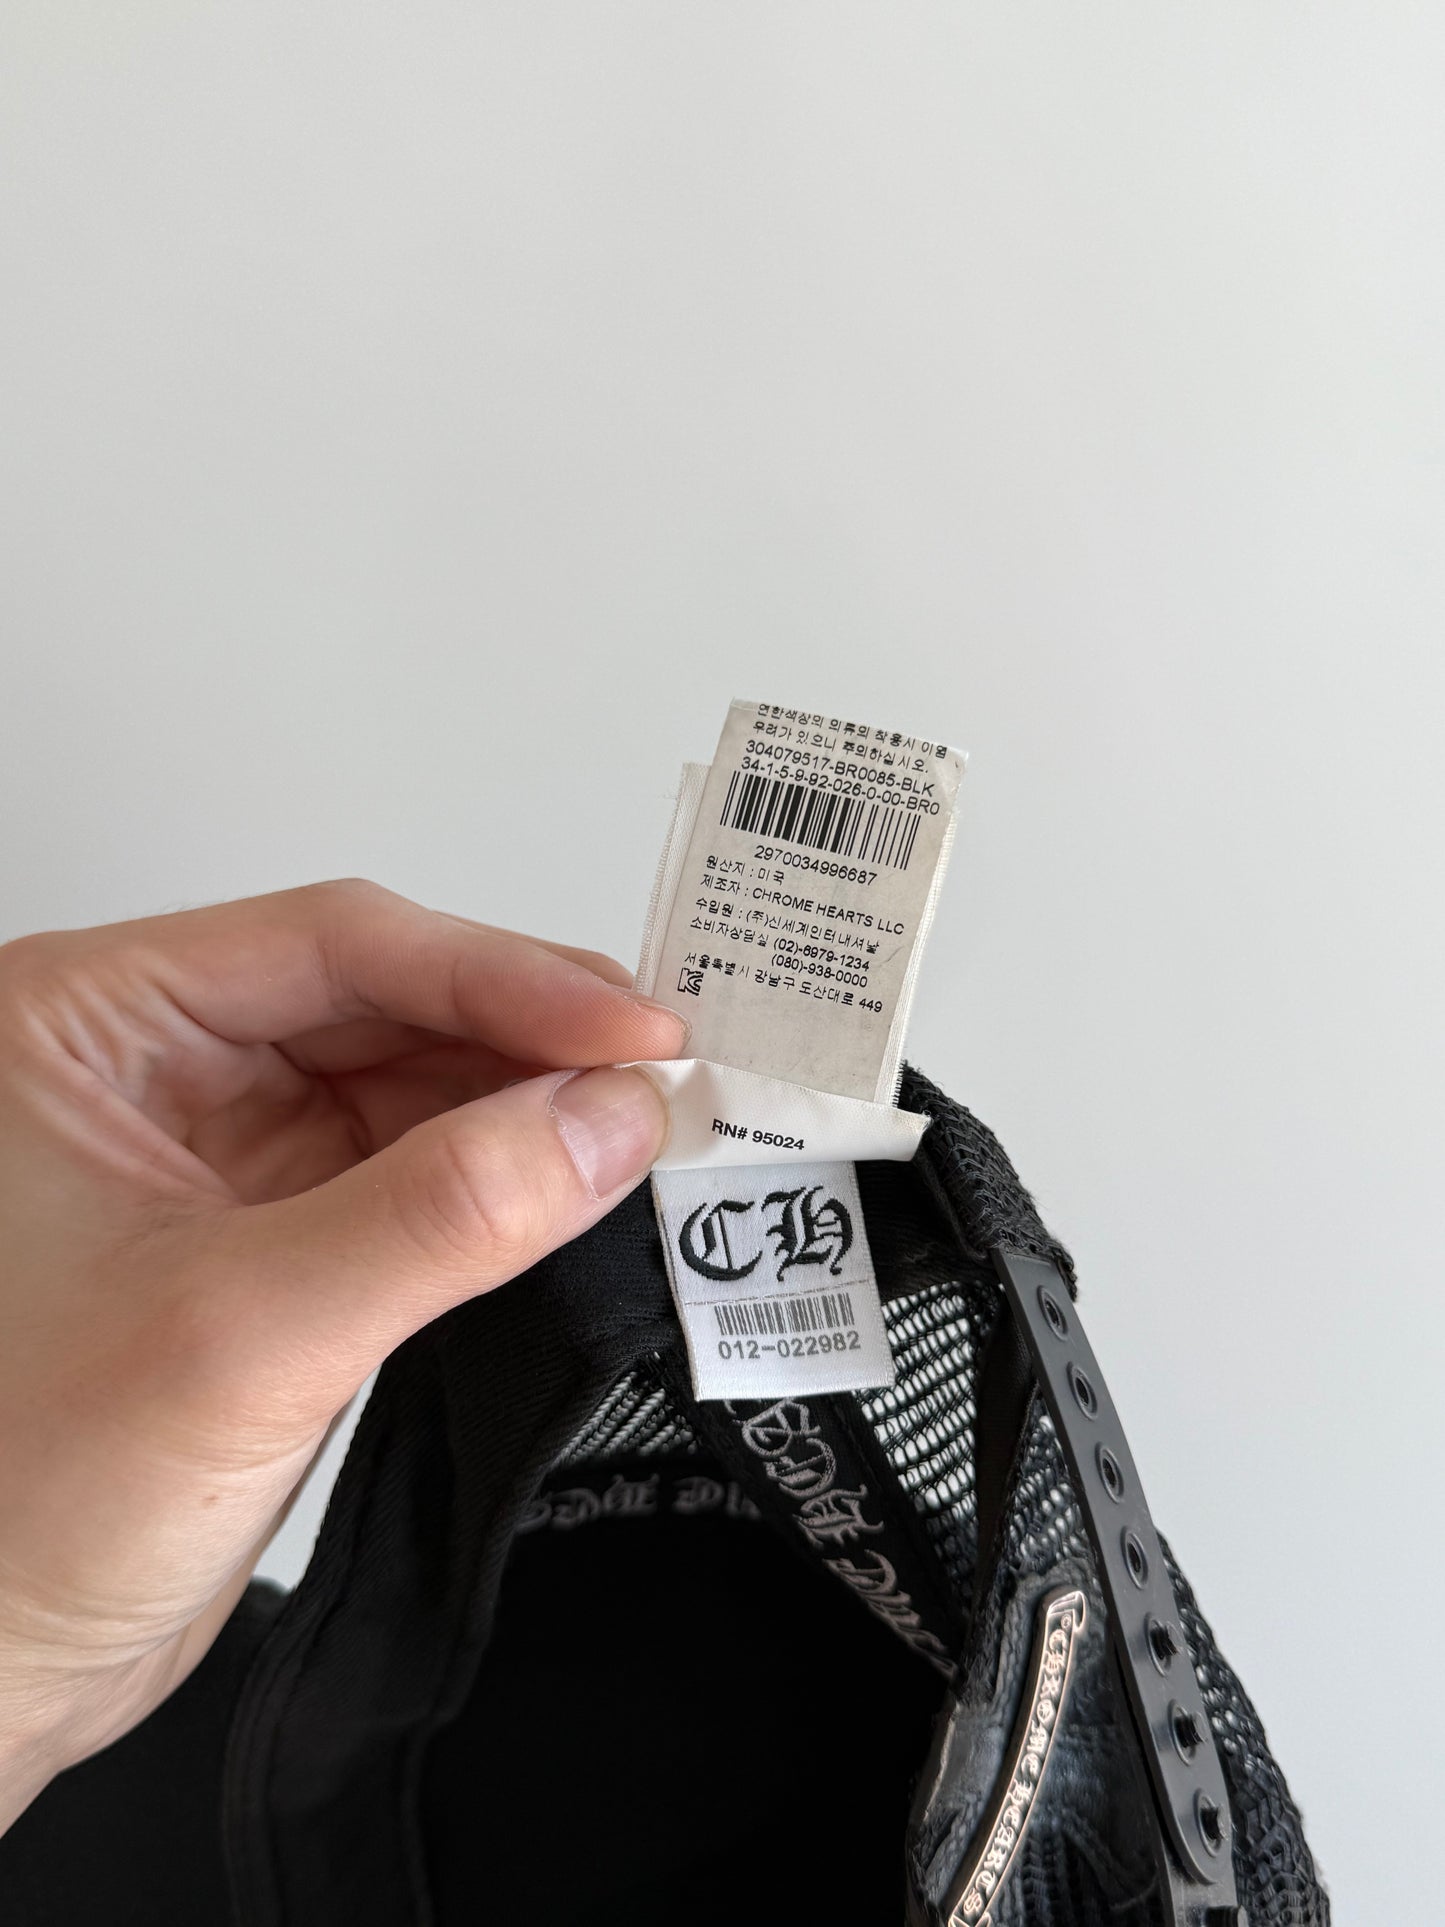 연한색상의 의류의 착용시 이염
우려가 있으니 주의하십시오.
304079517-BR0085-BLK
34-1-5-9-92-026-0-00-BR0
2970034996687
원산지 : 미국
제조자 : CHROME HEARTS LLC
수입원 : (주)신세계인터내셔날
소비자상담실 (02)-6979-1234
(080)-938-0000
서울특별시 강남구 도산대로 449
RN# 95024
CH
012-022982
CHROME HEARTS